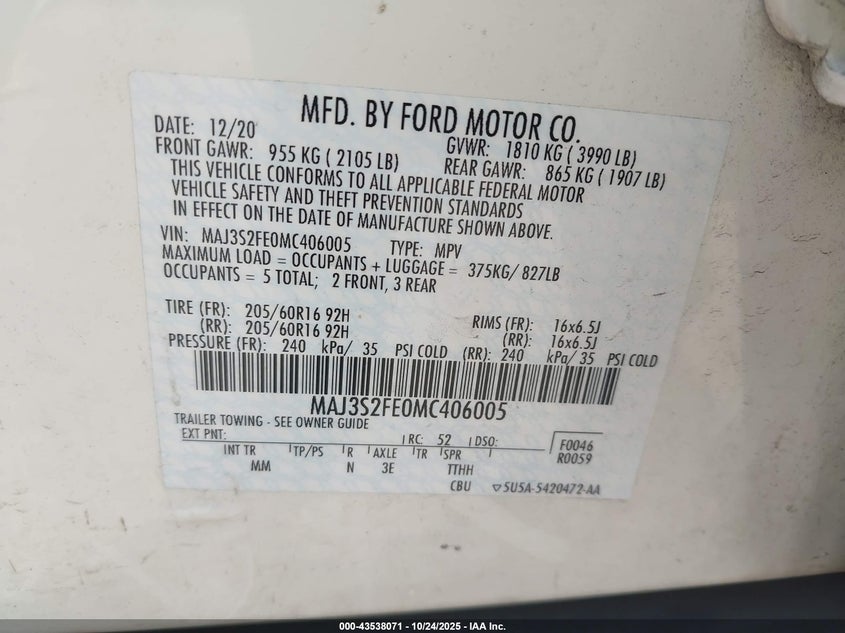 MFD. BY FORD MOTOR CO.
DATE: 12/20 GVWR: 1810 KG ( 3990 LB)
FRONT GAWR: 955 KG ( 2105 LB) REAR GAWR: 865 KG ( 1907 LB)
THIS VEHICLE CONFORMS TO ALL APPLICABLE FEDERAL MOTOR
VEHICLE SAFETY AND THEFT PREVENTION STANDARDS
IN EFFECT ON THE DATE OF MANUFACTURE SHOWN ABOVE.
VIN: MAJ3S2FE0MC406005 TYPE: MPV
MAXIMUM LOAD = OCCUPANTS + LUGGAGE = 375KG/ 827LB
OCCUPANTS = 5 TOTAL; 2 FRONT, 3 REAR
TIRE (FR): 205/60R16 92H RIMS (FR): 16x6.5J
(RR): 205/60R16 92H (RR): 16x6.5J
PRESSURE (FR): 240 kPa/ 35 PSI COLD (RR): 240 kPa/ 35 PSI COLD
MAJ3S2FE0MC406005
TRAILER TOWING - SEE OWNER GUIDE
EXT PNT: RC: 52 DSO: F0046
R0059
INT TR TP/PS R AXLE TR SPR
MM N 3E TTHH
CBU ▽5U5A-5420472-AA
000-43538071 - 10/24/2025 - IAA Inc.